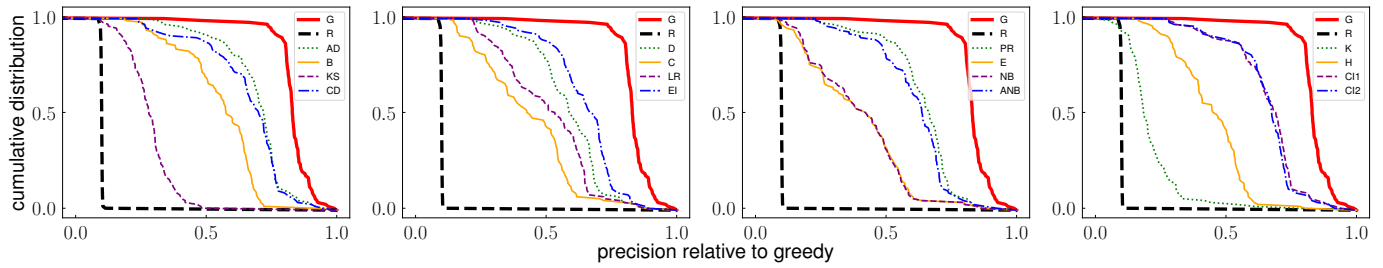 cumulative distribution
1.0
0.5
0.0
0.0
0.5
1.0
G
R
AD
B
KS
CD
1.0
0.5
0.0
0.0
0.5
1.0
G
R
D
C
LR
EI
1.0
0.5
0.0
0.0
0.5
1.0
G
R
PR
E
NB
ANB
1.0
0.5
0.0
0.0
0.5
1.0
G
R
K
H
CI1
CI2
precision relative to greedy